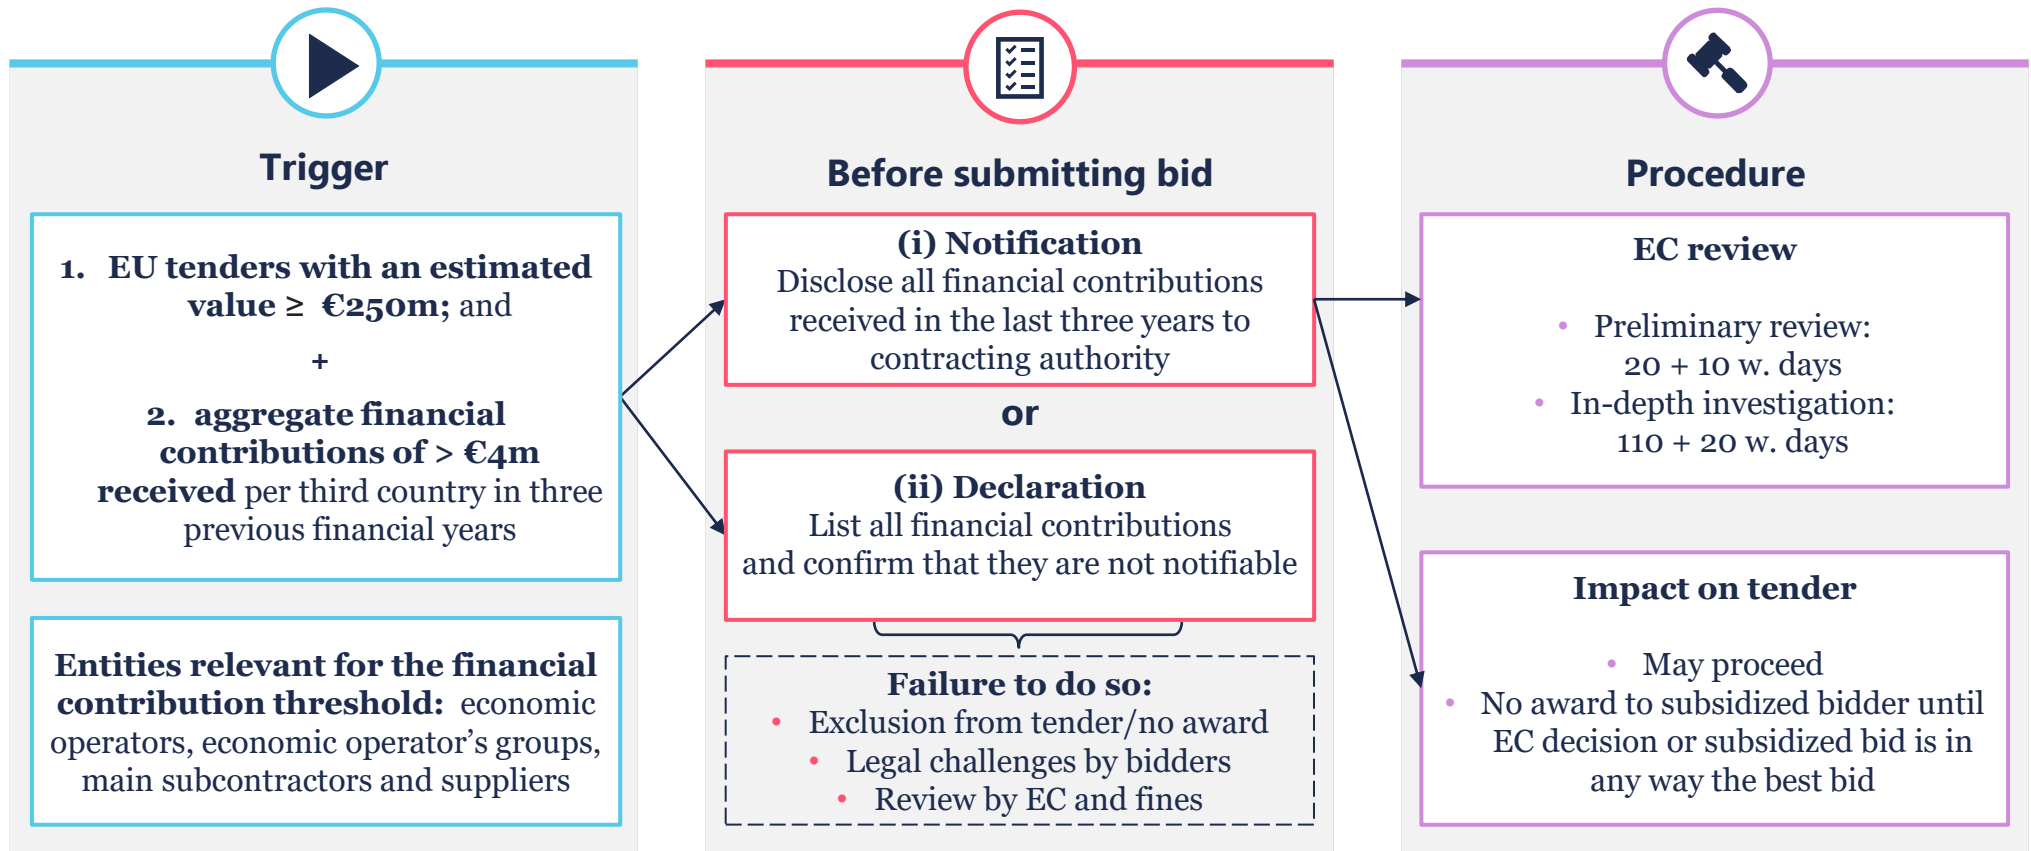 Trigger
1. EU tenders with an estimated
value ≥ €250m; and
+
2. aggregate financial
contributions of > €4m
received per third country in three
previous financial years
Entities relevant for the financial
contribution threshold: economic
operators, economic operator’s groups,
main subcontractors and suppliers
Before submitting bid
(i) Notification
Disclose all financial contributions
received in the last three years to
contracting authority
or
(ii) Declaration
List all financial contributions
and confirm that they are not notifiable
Failure to do so:
• Exclusion from tender/no award
• Legal challenges by bidders
• Review by EC and fines
Procedure
EC review
• Preliminary review:
20 + 10 w. days
• In-depth investigation:
110 + 20 w. days
Impact on tender
• May proceed
• No award to subsidized bidder until
EC decision or subsidized bid is in
any way the best bid